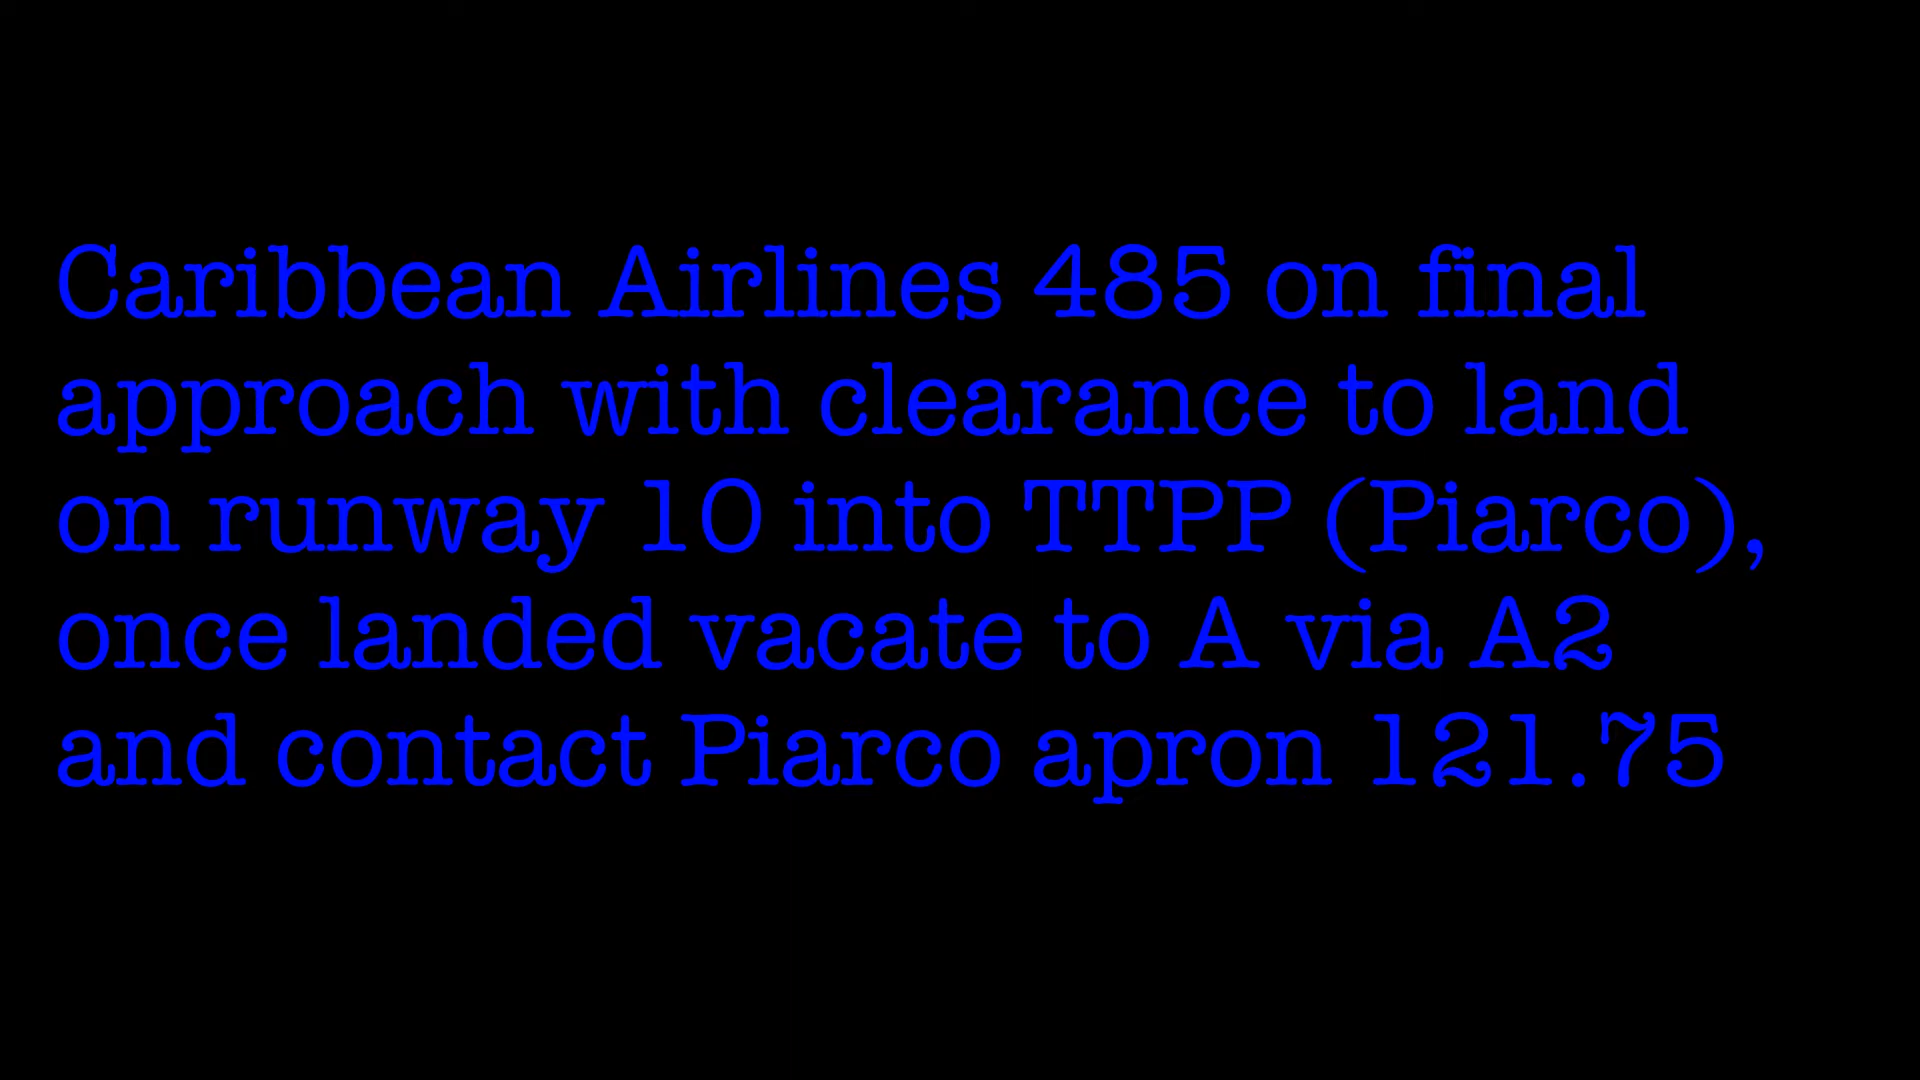 Caribbean Airlines 485 on final
approach with clearance to land
on runway 10 into TTPP (Piarco),
once landed vacate to A via A2
and contact Piarco apron 121.75